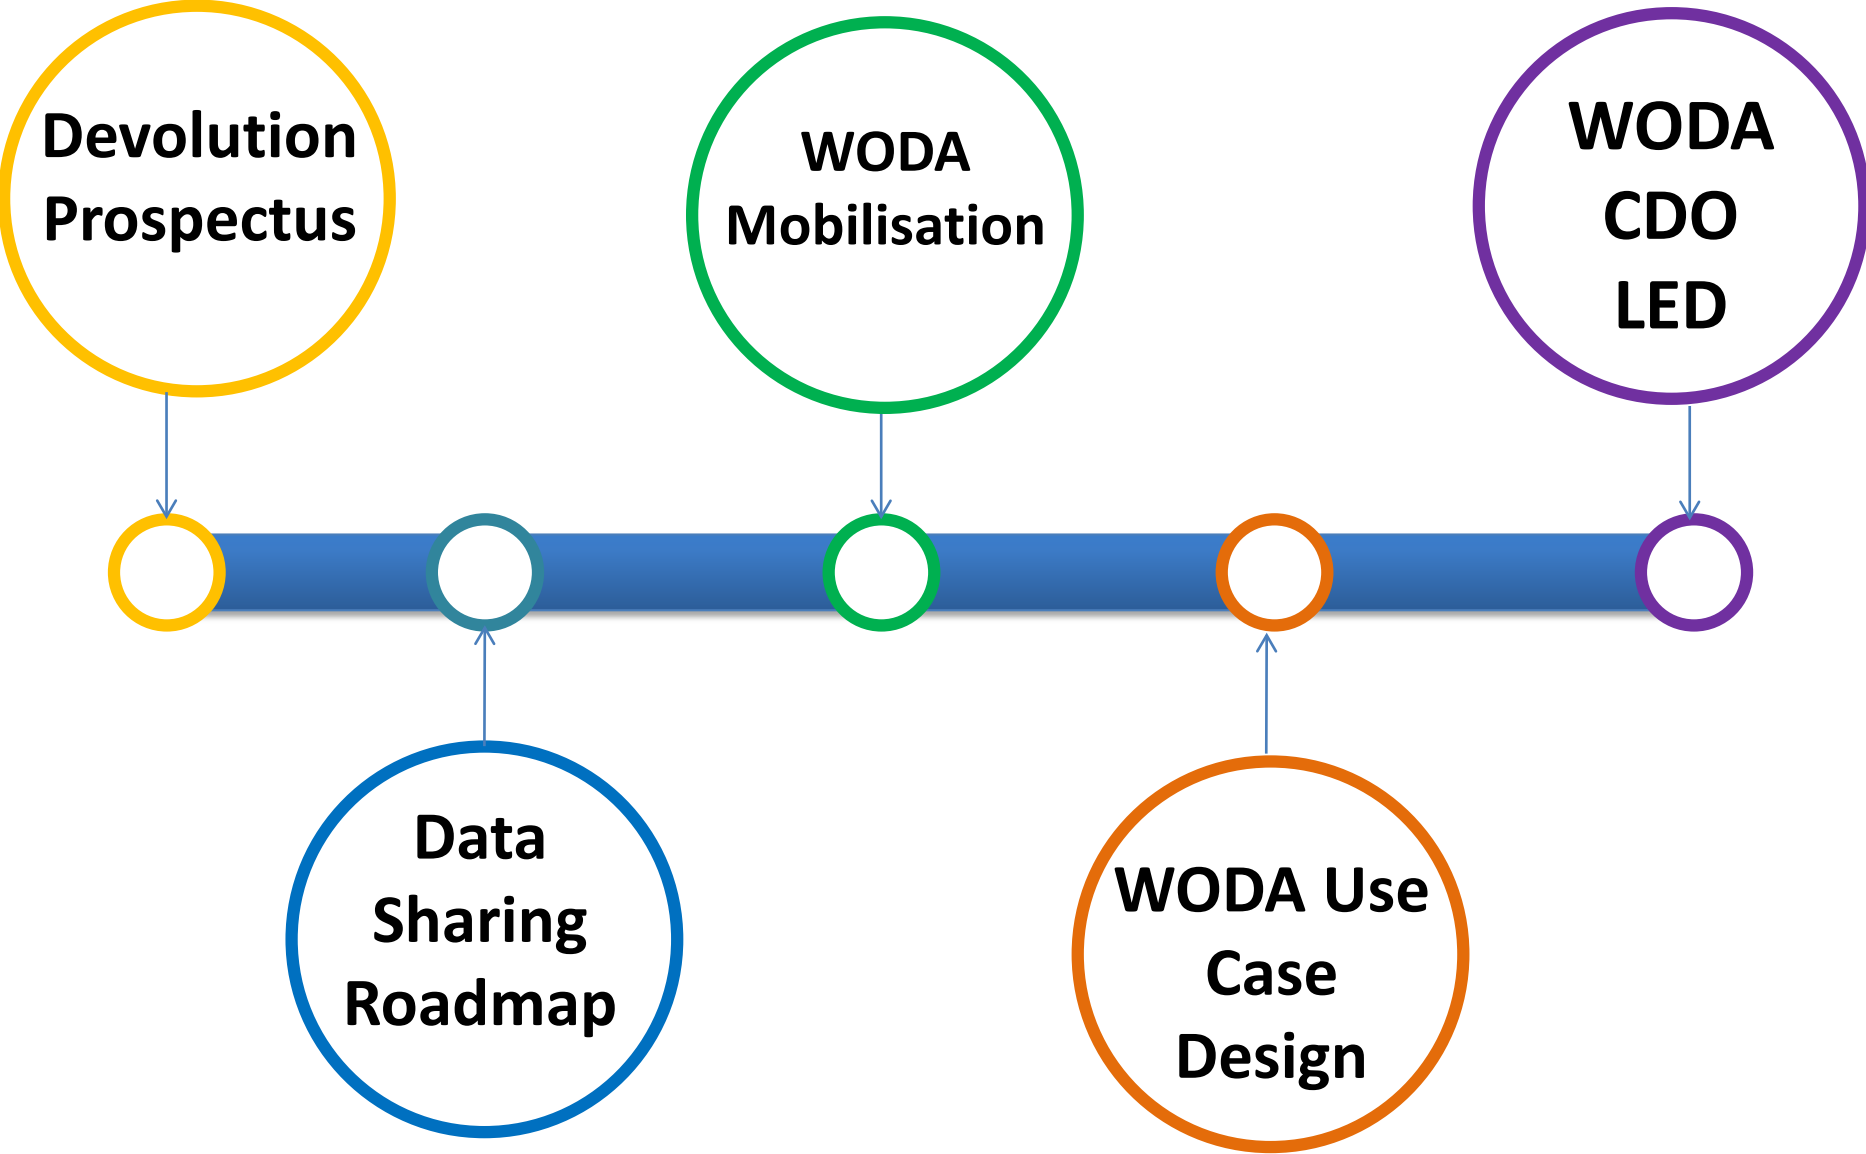 Devolution
Prospectus
Data
Sharing
Roadmap
WODA
Mobilisation
WODA Use
Case
Design
WODA
CDO
LED